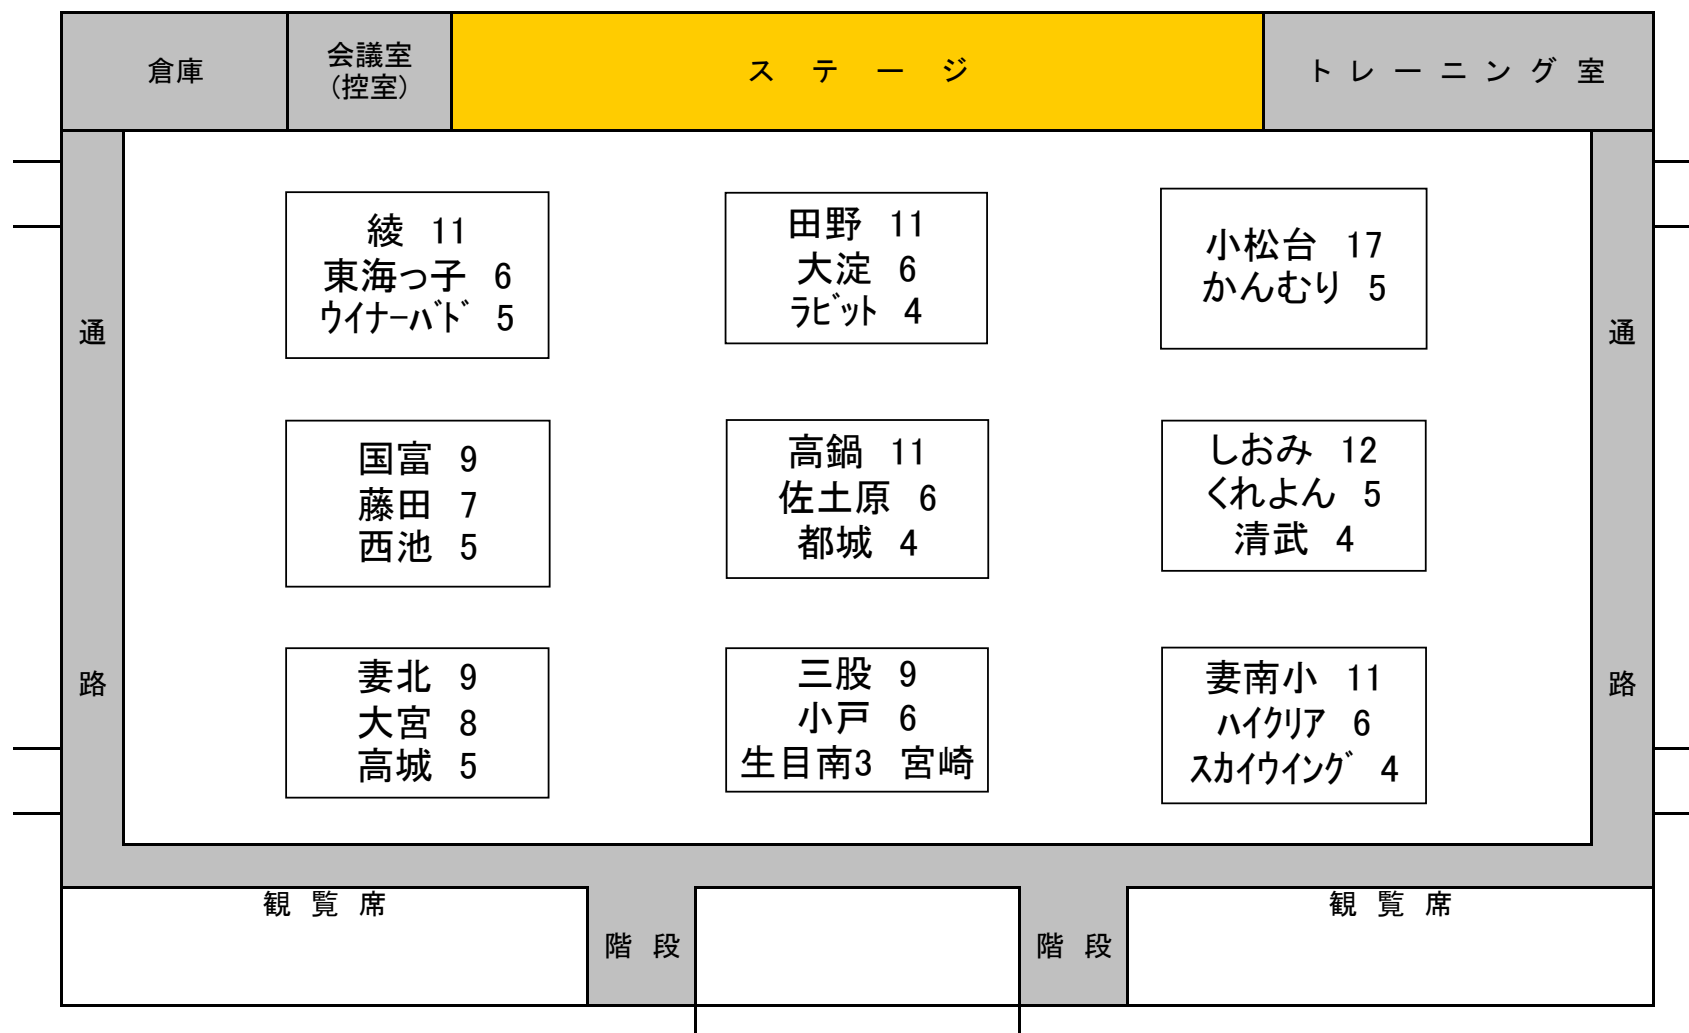 倉庫
会議室
(控室)
ステージ
トレーニング室
通路
通路
綾 11
東海っ子 6
ｳｲﾅｰﾊﾞﾄﾞ 5
田野 11
大淀 6
ﾗﾋﾞｯﾄ 4
小松台 17
かんむり 5
国富 9
藤田 7
西池 5
高鍋 11
佐土原 6
都城 4
しおみ 12
くれよん 5
清武 4
妻北 9
大宮 8
高城 5
三股 9
小戸 6
生目南3 宮崎
妻南小 11
ﾊｲｸﾘｱ 6
ｽｶｲｳｲﾝｸﾞ 4
観覧席
階段
階段
観覧席